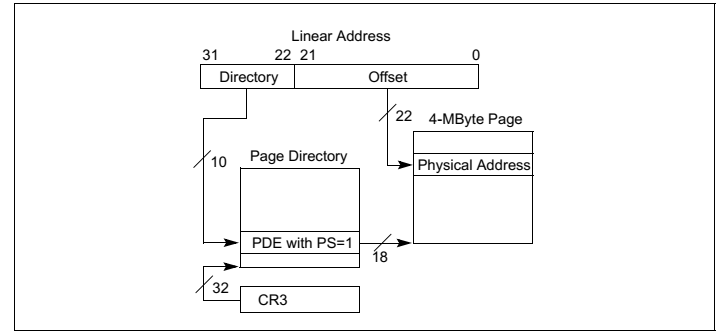 Linear Address
31 22 21 0
Directory Offset
22 4-MByte Page
10 Page Directory
Physical Address
PDE with PS=1
18
32
CR3